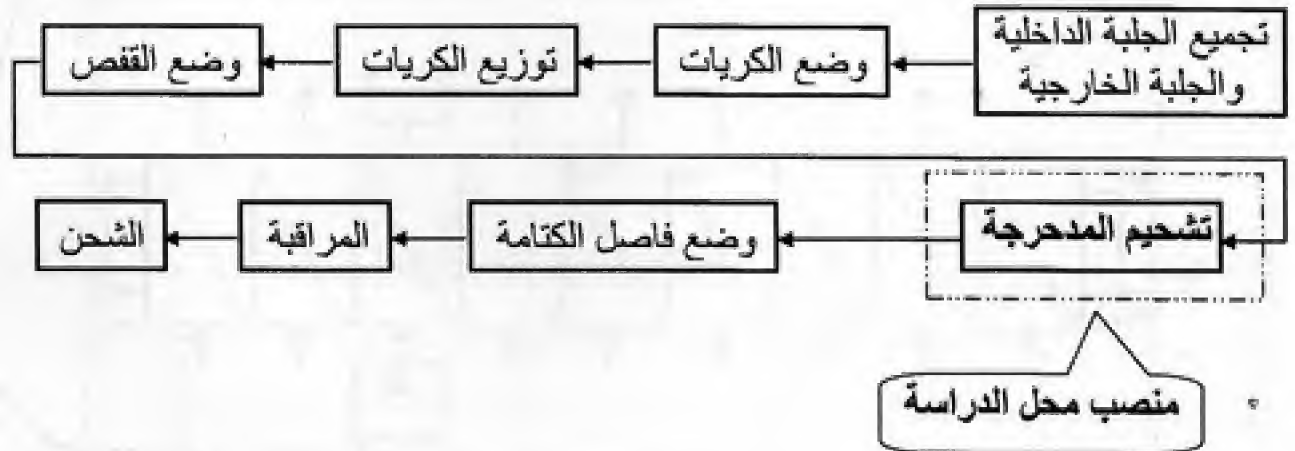 تجميع الجلبة الداخلية
والجلبة الخارجية
وضع الكريات
توزيع الكريات
وضع القفص
تشحيم المدحرجة
وضع فاصل الكتامة
المراقبة
الشحن
منصب محل الدراسة